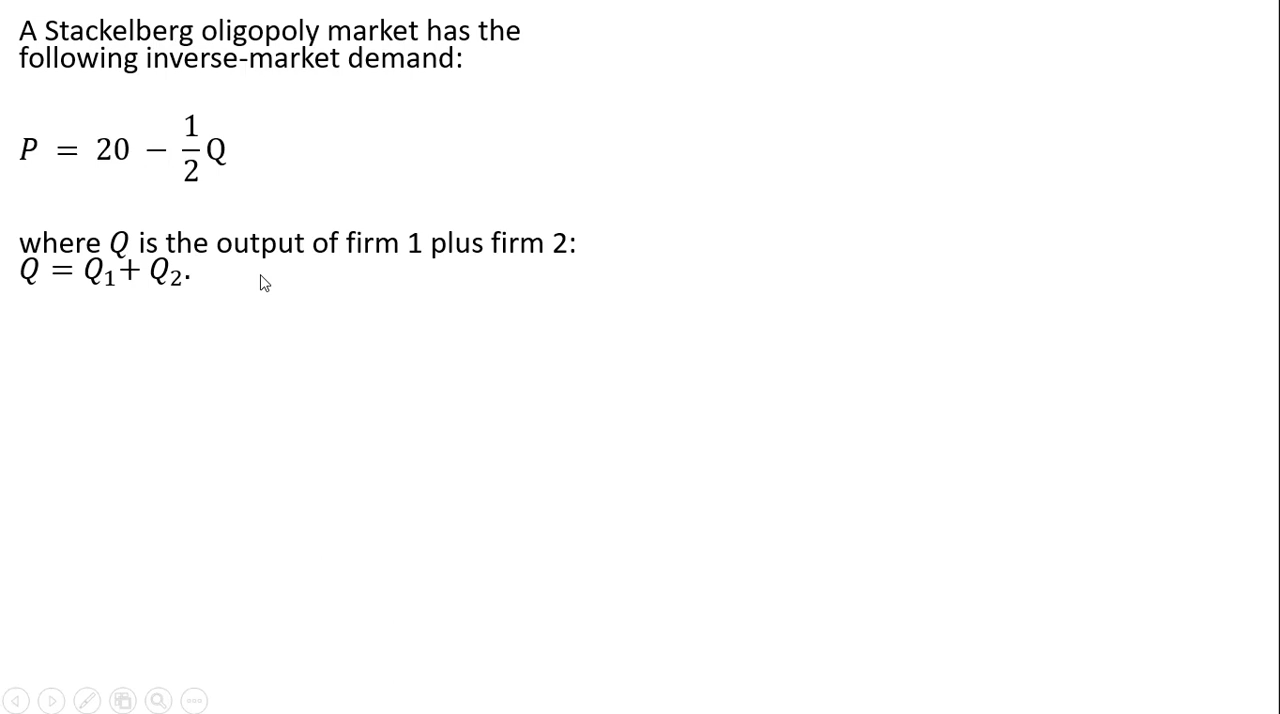 A Stackelberg oligopoly market has the
following inverse-market demand:
P = 20 − 1/2 Q
where Q is the output of firm 1 plus firm 2:
Q = Q₁+ Q₂.